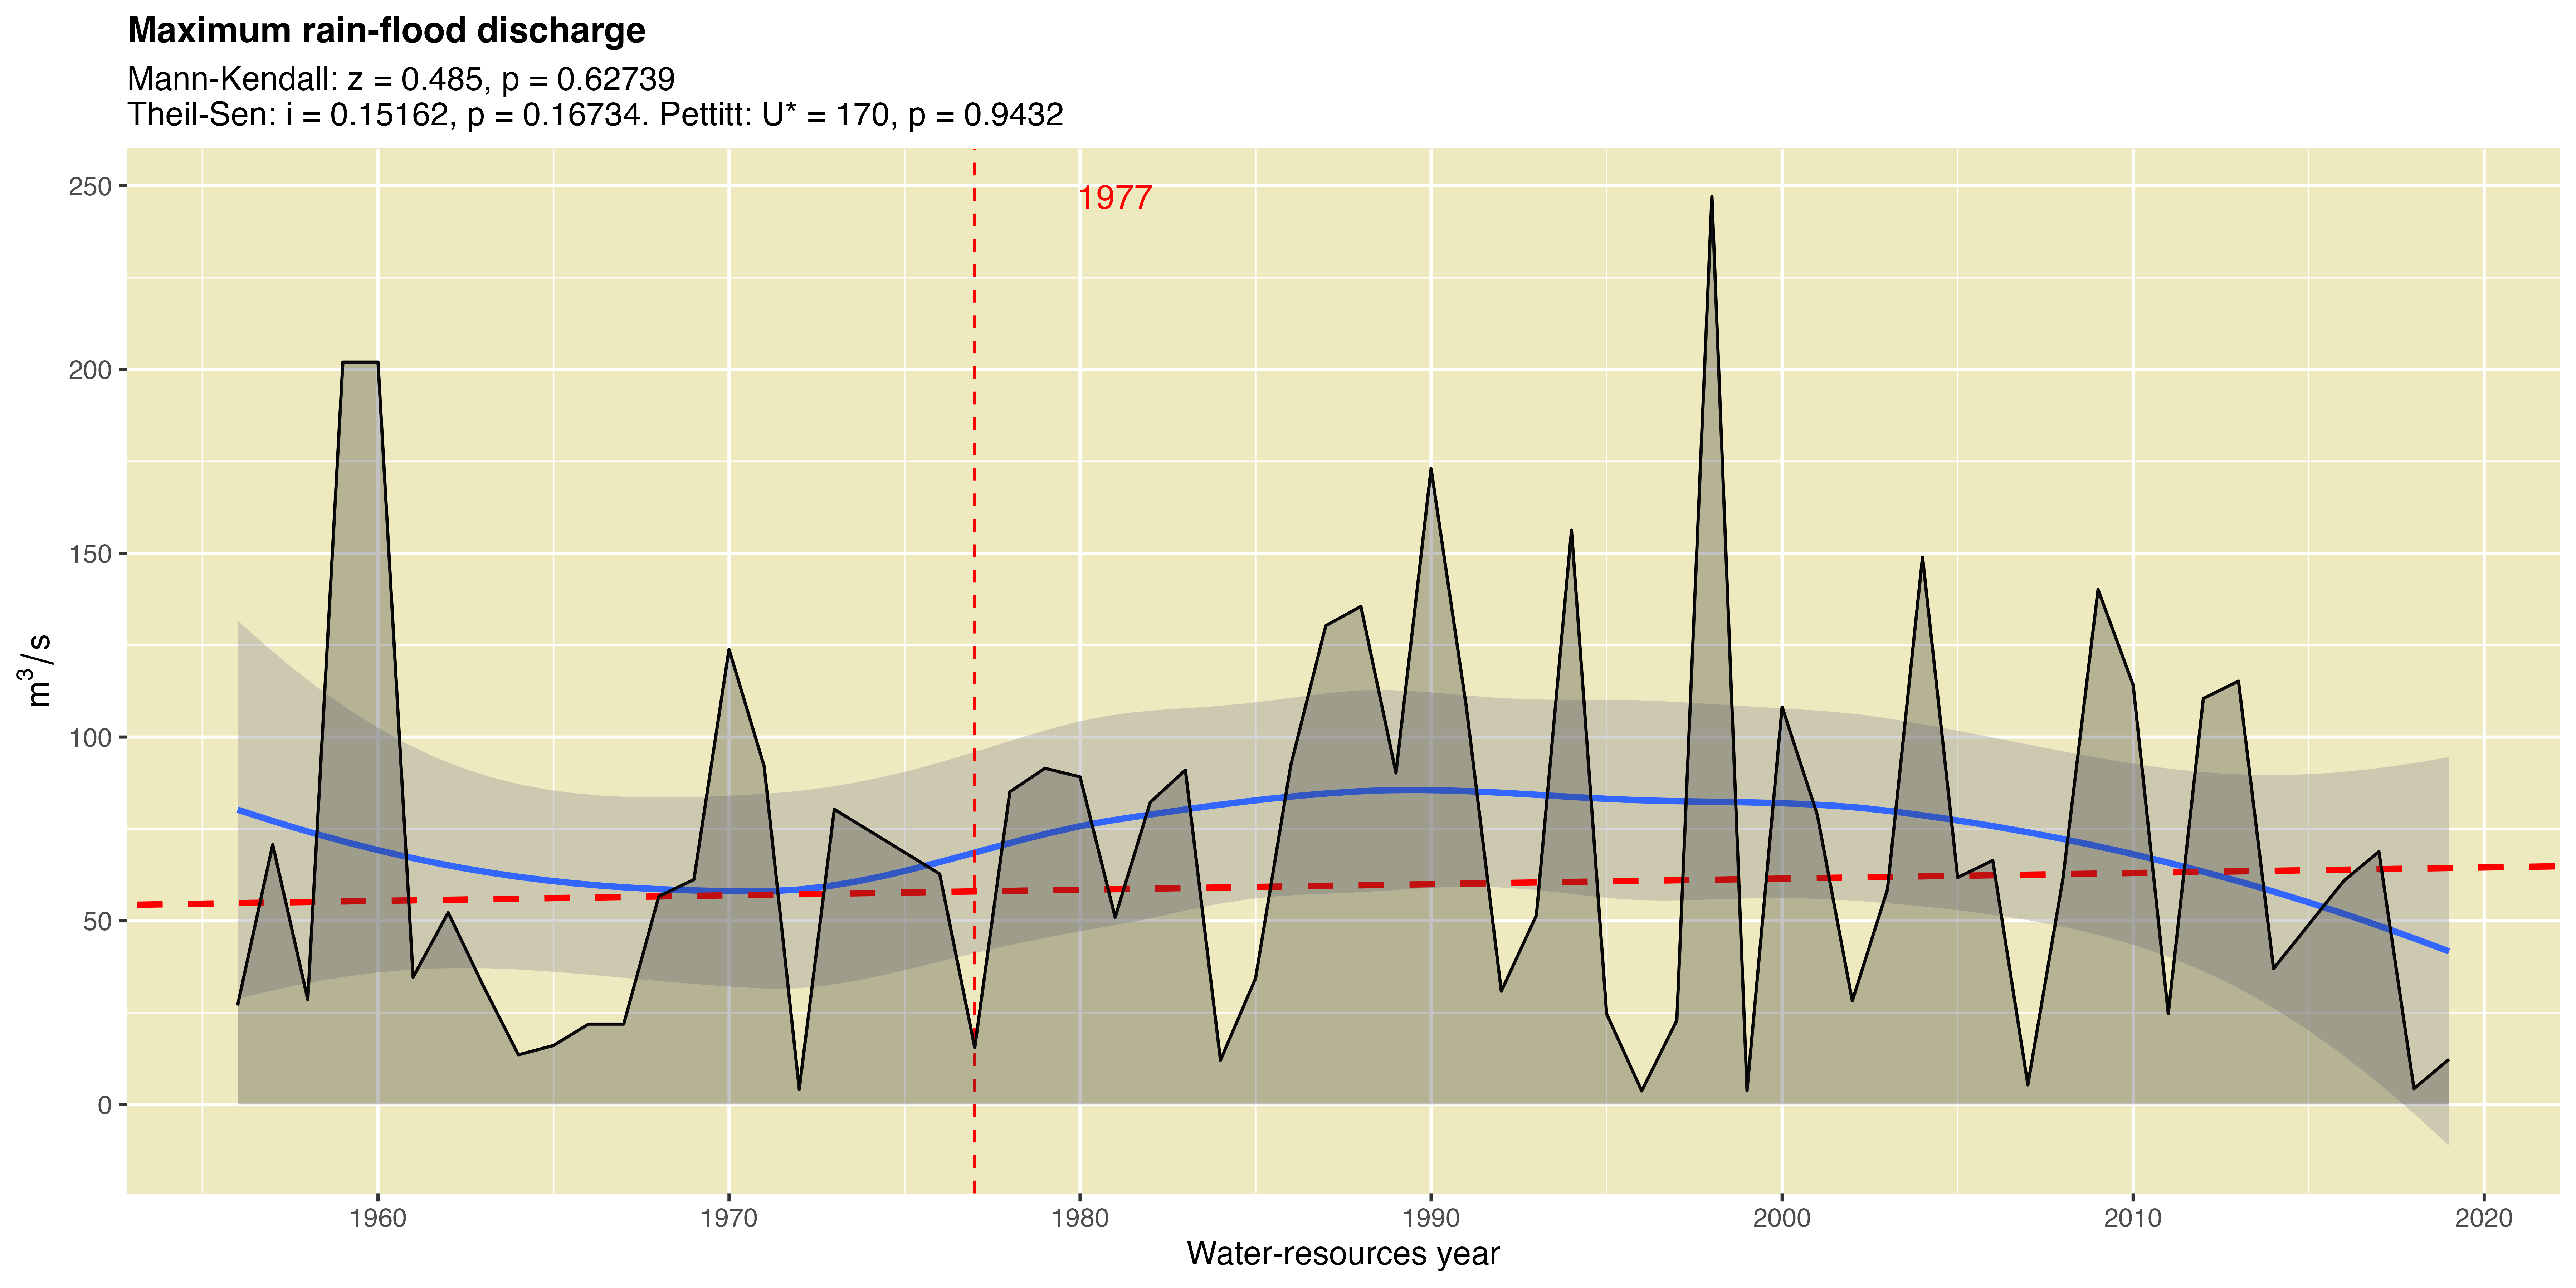 Maximum rain-flood discharge
Mann-Kendall: z = 0.485, p = 0.62739
Theil-Sen: i = 0.15162, p = 0.16734. Pettitt: U* = 170, p = 0.9432
1977
250
200
150
100
50
0
m³/s
1960 1970 1980 1990 2000 2010 2020
Water-resources year